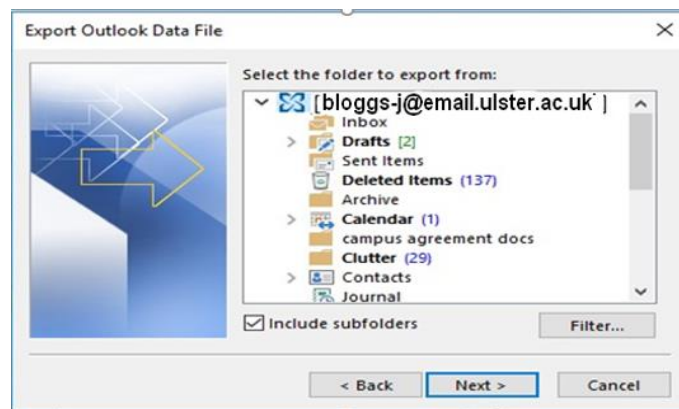 Export Outlook Data File
Select the folder to export from:
[bloggs-j@email.ulster.ac.uk' ]
Inbox
Drafts [2]
Sent Items
Deleted Items (137)
Archive
Calendar (1)
campus agreement docs
Clutter (29)
Contacts
Journal
Include subfolders
Filter...
< Back
Next >
Cancel